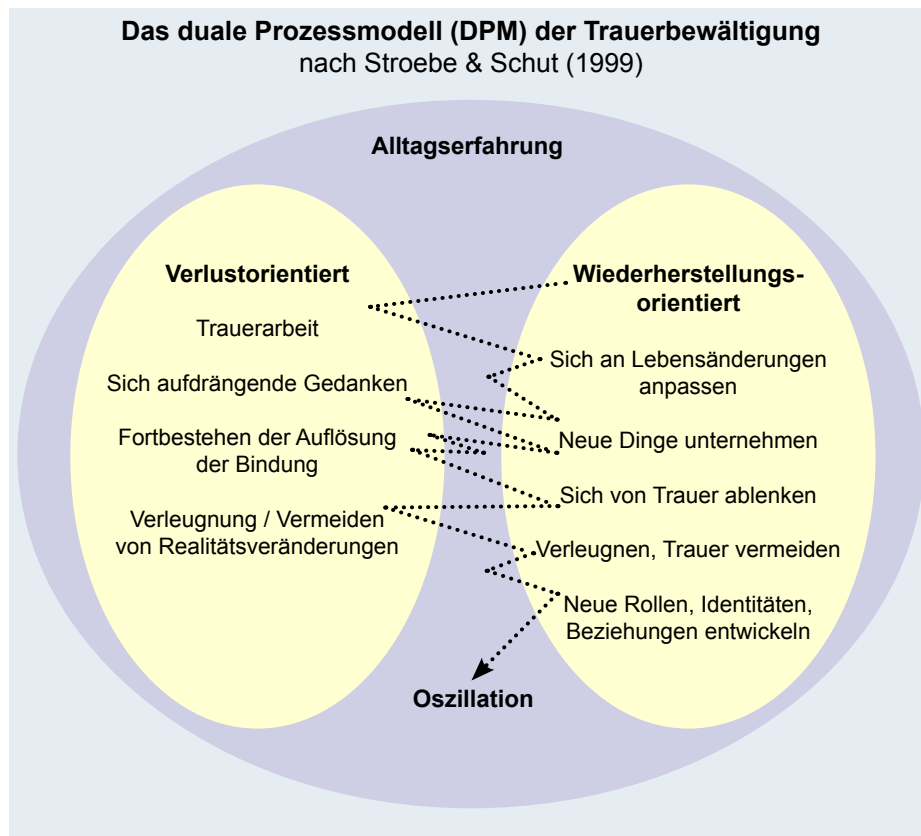 Das duale Prozessmodell (DPM) der Trauerbewältigung
nach Stroebe & Schut (1999)
Alltagserfahrung
Verlustorientiert
Trauerarbeit
Sich aufdrängende Gedanken
Fortbestehen der Auflösung
der Bindung
Verleugnung / Vermeiden
von Realitätsveränderungen
Wiederherstellungs-
orientiert
Sich an Lebensänderungen
anpassen
Neue Dinge unternehmen
Sich von Trauer ablenken
Verleugnen, Trauer vermeiden
Neue Rollen, Identitäten,
Beziehungen entwickeln
Oszillation